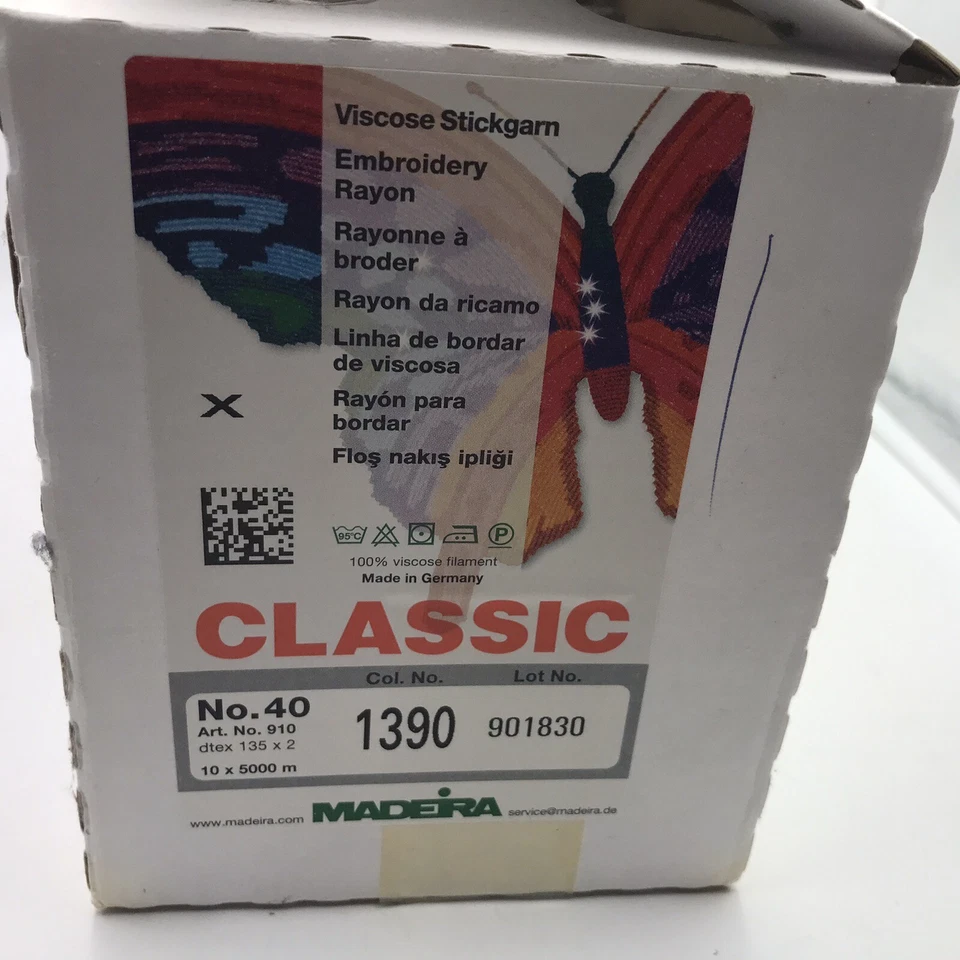 Viscose Stickgarn
Embroidery
Rayon
Rayonne à
broder
Rayon da ricamo
Linha de bordar
de viscosa
Rayón para
bordar
Floş nakış ipliği
X
95°C
P
100% viscose filament
Made in Germany
CLASSIC
Col. No. Lot No.
No. 40
Art. No. 910
dtex 135 x 2
10 x 5000 m
1390 901830
www.madeira.com MADEIRA service@madeira.de